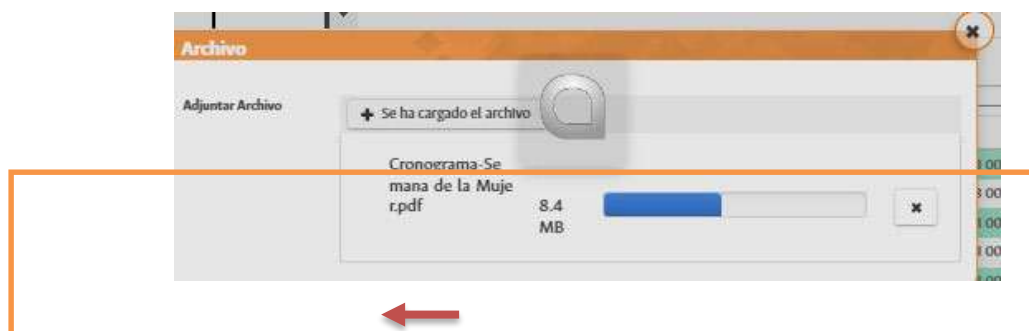 Archivo
Adjuntar Archivo
+ Se ha cargado el archivo
Cronograma-Se
mana de la Muje
r.pdf
8.4
MB